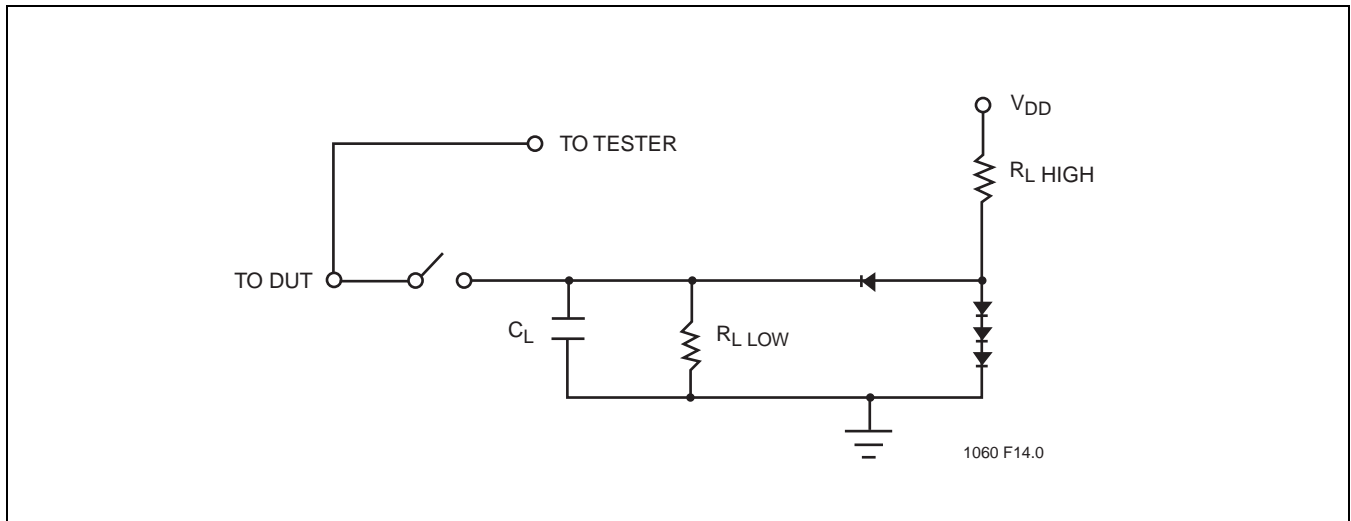 VDD
TO TESTER
RL HIGH
TO DUT
CL
RL LOW
1060 F14.0